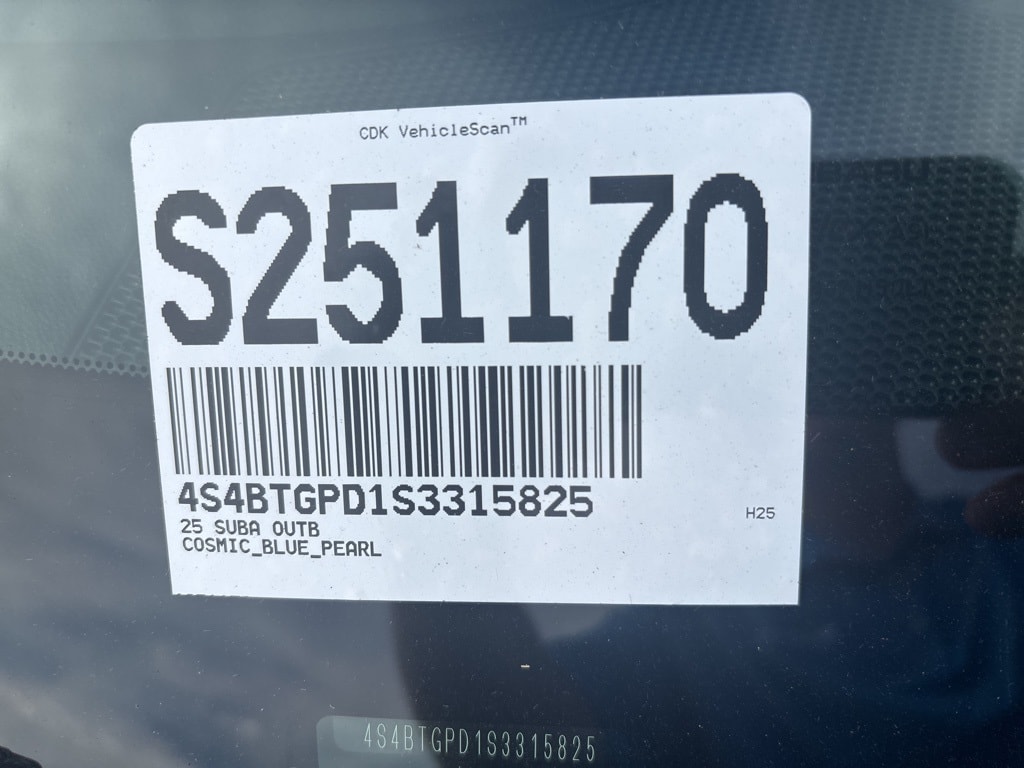 CDK VehicleScan™
S251170
4S4BTGPD1S3315825
H25
25 SUBA OUTB
COSMIC_BLUE_PEARL
4S4BTGPD1S3315825